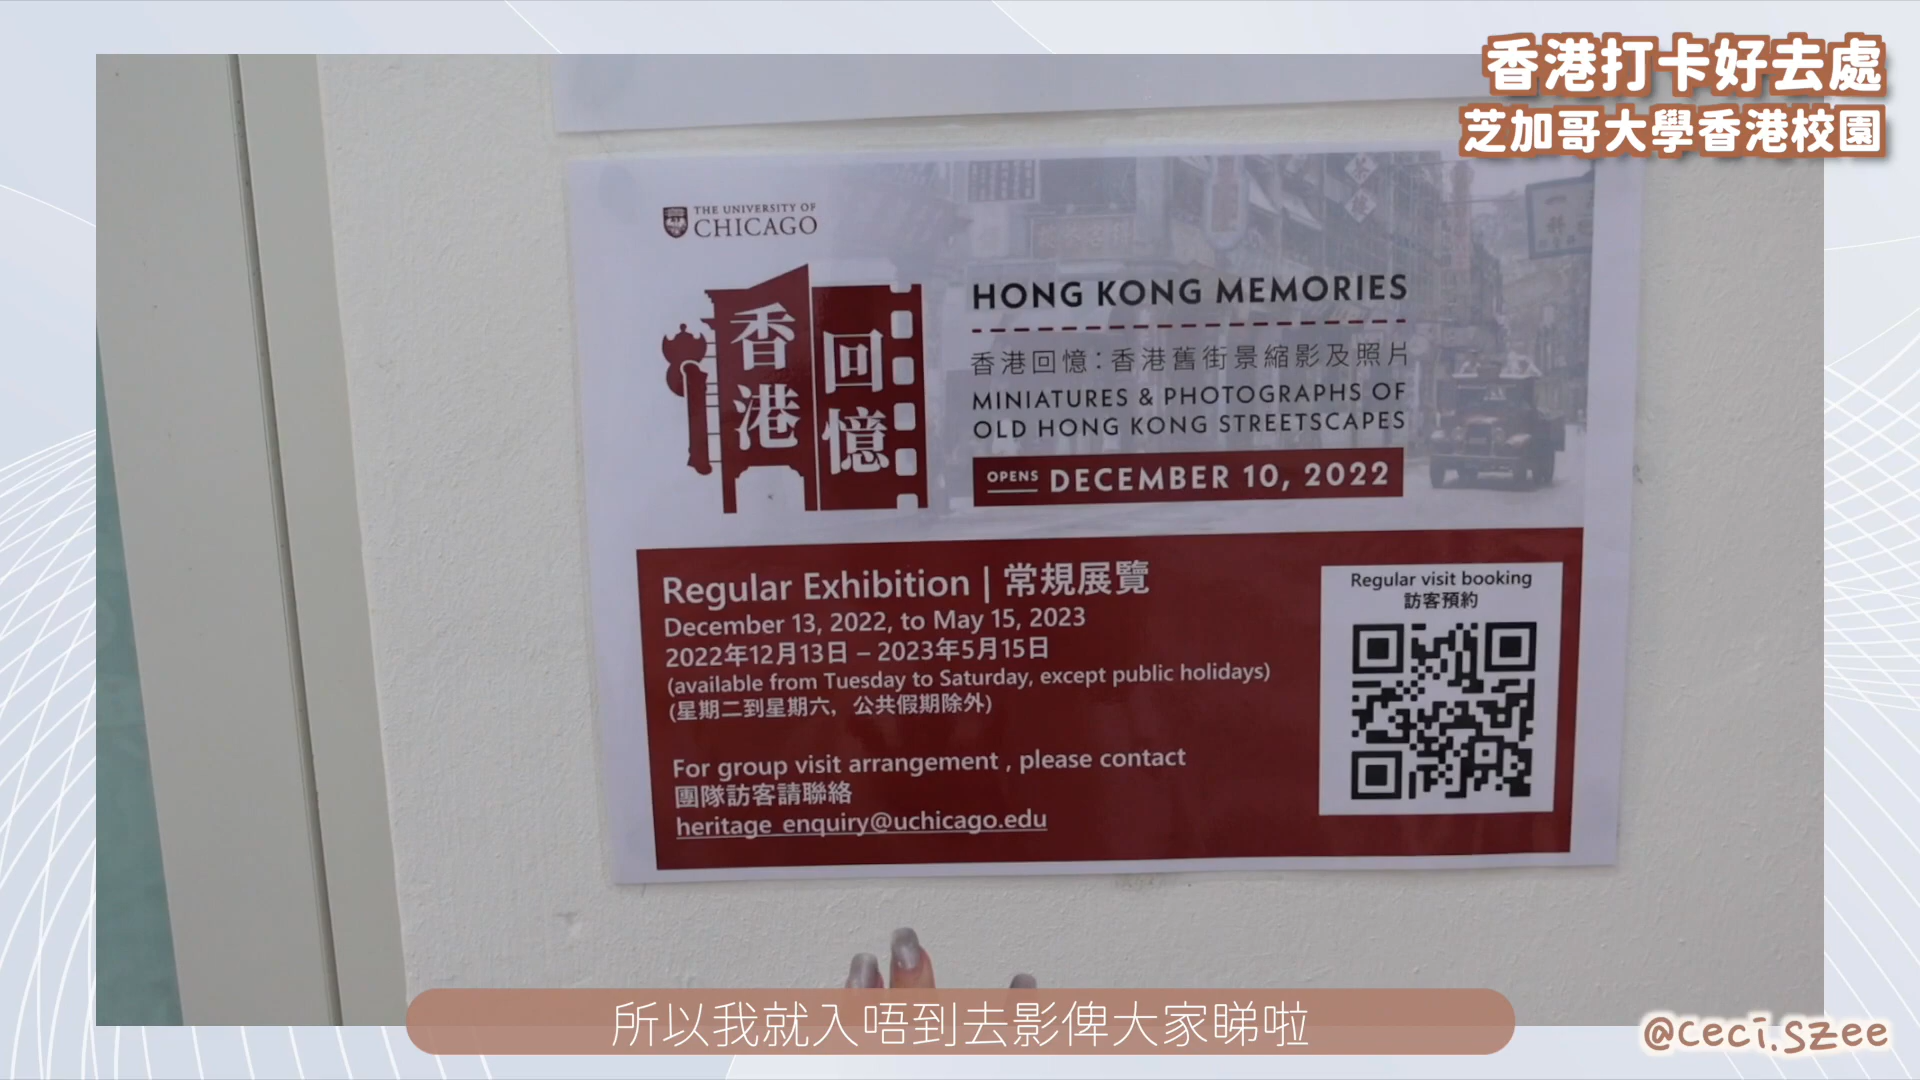 香港打卡好去處
芝加哥大學香港校園
THE UNIVERSITY OF
CHICAGO
香港
回憶
HONG KONG MEMORIES
香港回憶：香港舊街景縮影及照片
MINIATURES & PHOTOGRAPHS OF
OLD HONG KONG STREETSCAPES
OPENS DECEMBER 10, 2022
Regular Exhibition | 常規展覽
December 13, 2022, to May 15, 2023
2022年12月13日 – 2023年5月15日
(available from Tuesday to Saturday, except public holidays)
(星期二到星期六，公共假期除外)
For group visit arrangement , please contact
團隊訪客請聯絡
heritage_enquiry@uchicago.edu
Regular visit booking
訪客預約
所以我就入唔到去影俾大家睇啦
@ceci.szee